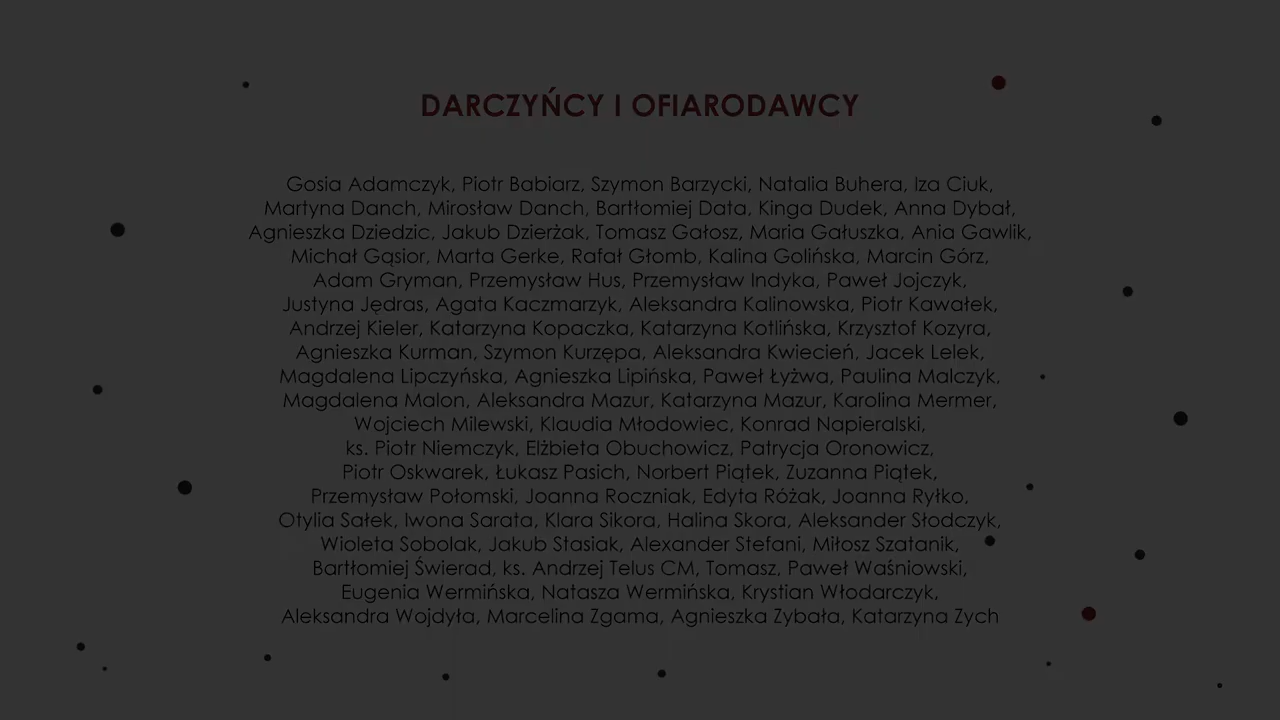 DARCZYŃCY I OFIARODAWCY
Gosia Adamczyk, Piotr Babiarz, Szymon Barzycki, Natalia Buhera, Iza Ciuk,
Martyna Danch, Mirosław Danch, Bartłomiej Data, Kinga Dudek, Anna Dybał,
Agnieszka Dziedzic, Jakub Dzierżak, Tomasz Gałosz, Maria Gałuszka, Ania Gawlik,
Michał Gąsior, Marta Gerke, Rafał Głomb, Kalina Golińska, Marcin Górz,
Adam Gryman, Przemysław Hus, Przemysław Indyka, Paweł Jojczyk,
Justyna Jędras, Agata Kaczmarzyk, Aleksandra Kalinowska, Piotr Kawałek,
Andrzej Kieler, Katarzyna Kopaczka, Katarzyna Kotlińska, Krzysztof Kozyra,
Agnieszka Kurman, Szymon Kurzępa, Aleksandra Kwiecień, Jacek Lelek,
Magdalena Lipczyńska, Agnieszka Lipińska, Paweł Łyżwa, Paulina Malczyk,
Magdalena Malon, Aleksandra Mazur, Katarzyna Mazur, Karolina Mermer,
Wojciech Milewski, Klaudia Młodowiec, Konrad Napieralski,
ks. Piotr Niemczyk, Elżbieta Obuchowicz, Patrycja Oronowicz,
Piotr Oskwarek, Łukasz Pasich, Norbert Piątek, Zuzanna Piątek,
Przemysław Połomski, Joanna Roczniak, Edyta Różak, Joanna Ryłko,
Otylia Sałek, Iwona Sarata, Klara Sikora, Halina Skora, Aleksander Słodczyk,
Wioleta Sobolak, Jakub Stasiak, Alexander Stefani, Miłosz Szatanik,
Bartłomiej Świerad, ks. Andrzej Telus CM, Tomasz, Paweł Waśniowski,
Eugenia Wermińska, Natasza Wermińska, Krystian Włodarczyk,
Aleksandra Wojdyła, Marcelina Zgama, Agnieszka Zybała, Katarzyna Zych